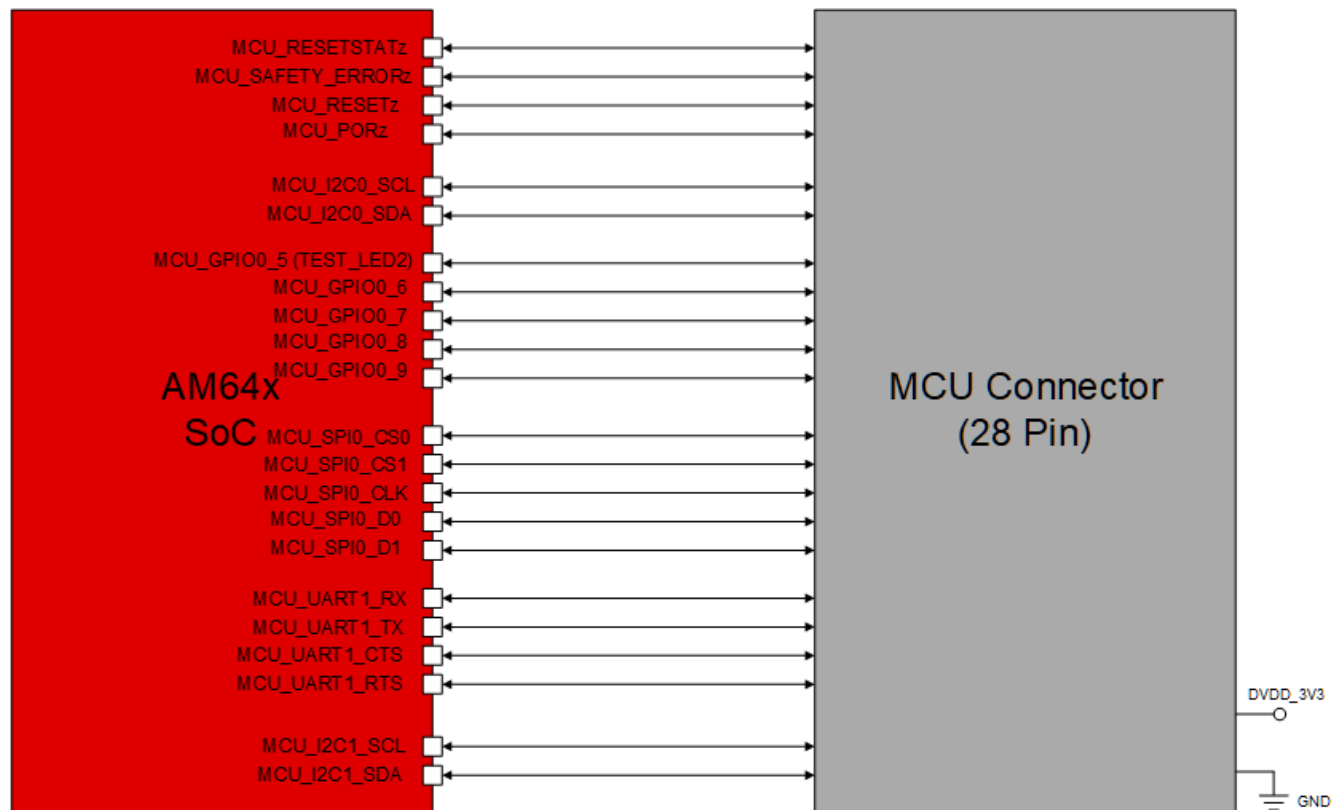 MCU_RESETSTATz
MCU_SAFETY_ERRORz
MCU_RESETz
MCU_PORz
MCU_I2C0_SCL
MCU_I2C0_SDA
MCU_GPIO0_5 (TEST_LED2)
MCU_GPIO0_6
MCU_GPIO0_7
MCU_GPIO0_8
MCU_GPIO0_9
AM64x
SoC
MCU_SPI0_CS0
MCU_SPI0_CS1
MCU_SPI0_CLK
MCU_SPI0_D0
MCU_SPI0_D1
MCU_UART1_RX
MCU_UART1_TX
MCU_UART1_CTS
MCU_UART1_RTS
MCU_I2C1_SCL
MCU_I2C1_SDA
MCU Connector
(28 Pin)
DVDD_3V3
GND